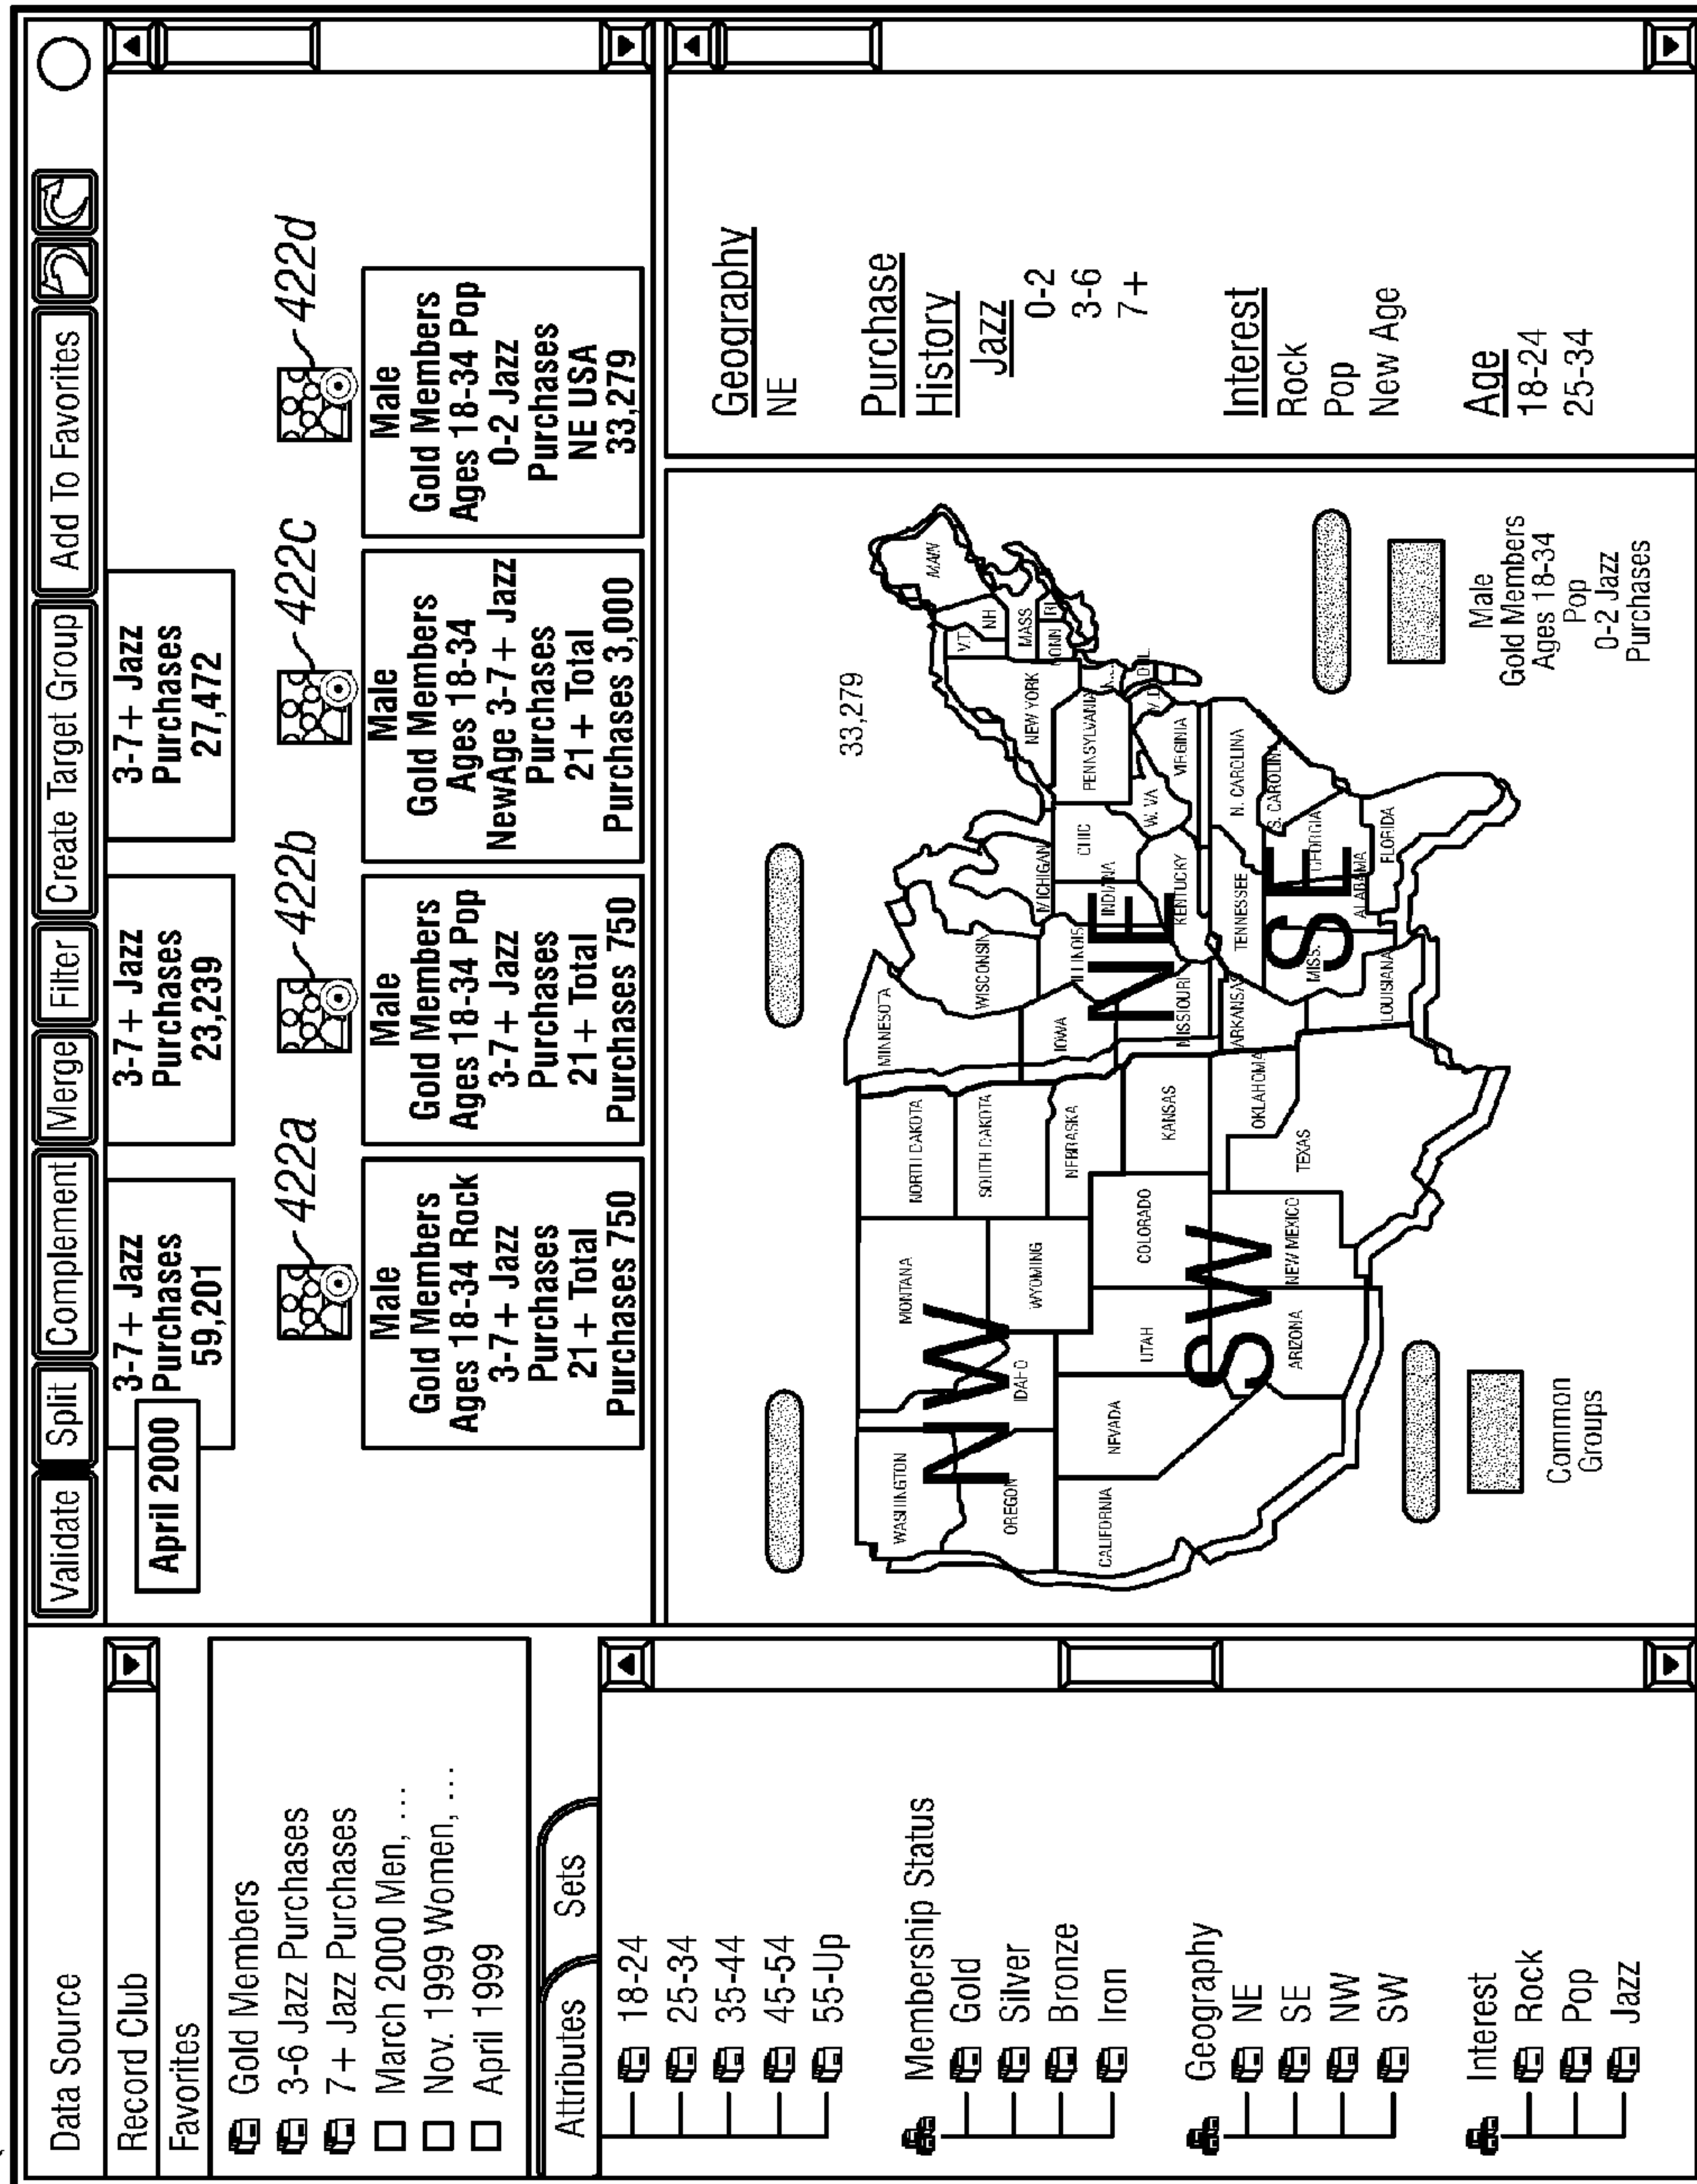 Data Source
Record Club
Favorites
Gold Members
3-6 Jazz Purchases
7+ Jazz Purchases
March 2000 Men, ...
Nov. 1999 Women, ...
April 1999
Attributes
Sets
18-24
25-34
35-44
45-54
55-Up
Membership Status
Gold
Silver
Bronze
Iron
Geography
NE
SE
NW
SW
Interest
Rock
Pop
Jazz
Validate
Split
Complement
Merge
Filter
Create Target Group
Add To Favorites
April 2000
3-7+ Jazz
Purchases
59,201
3-7+ Jazz
Purchases
23,239
3-7+ Jazz
Purchases
27,472
422a
422b
422c
422d
Male
Gold Members
Ages 18-34 Rock
3-7+ Jazz
Purchases
21+ Total
Purchases 750
Male
Gold Members
Ages 18-34 Pop
3-7+ Jazz
Purchases
21+ Total
Purchases 750
Male
Gold Members
Ages 18-34
NewAge 3-7+ Jazz
Purchases
21+ Total
Purchases 3,000
Male
Gold Members
Ages 18-34 Pop
0-2 Jazz
Purchases
NE USA
33,279
33,279
WASHINGTON
OREGON
CALIFORNIA
NEVADA
IDAHO
MONTANA
WYOMING
UTAH
ARIZONA
COLORADO
NEW MEXICO
NORTH DAKOTA
SOUTH DAKOTA
NEBRASKA
KANSAS
OKLAHOMA
TEXAS
MINNESOTA
IOWA
MISSOURI
ARKANSAS
LOUISIANA
WISCONSIN
ILLINOIS
MICHIGAN
INDIANA
KENTUCKY
TENNESSEE
MISS.
ALABAMA
GEORGIA
FLORIDA
S. CAROLINA
N. CAROLINA
VIRGINIA
W. VA
PENNSYLVANIA
NEW YORK
V.T.
NH
MASS
CONN
RI
MAIN
NW
NE
SW
SE
Common
Groups
Male
Gold Members
Ages 18-34
Pop
0-2 Jazz
Purchases
Geography
NE
Purchase
History
Jazz
0-2
3-6
7+
Interest
Rock
Pop
New Age
Age
18-24
25-34